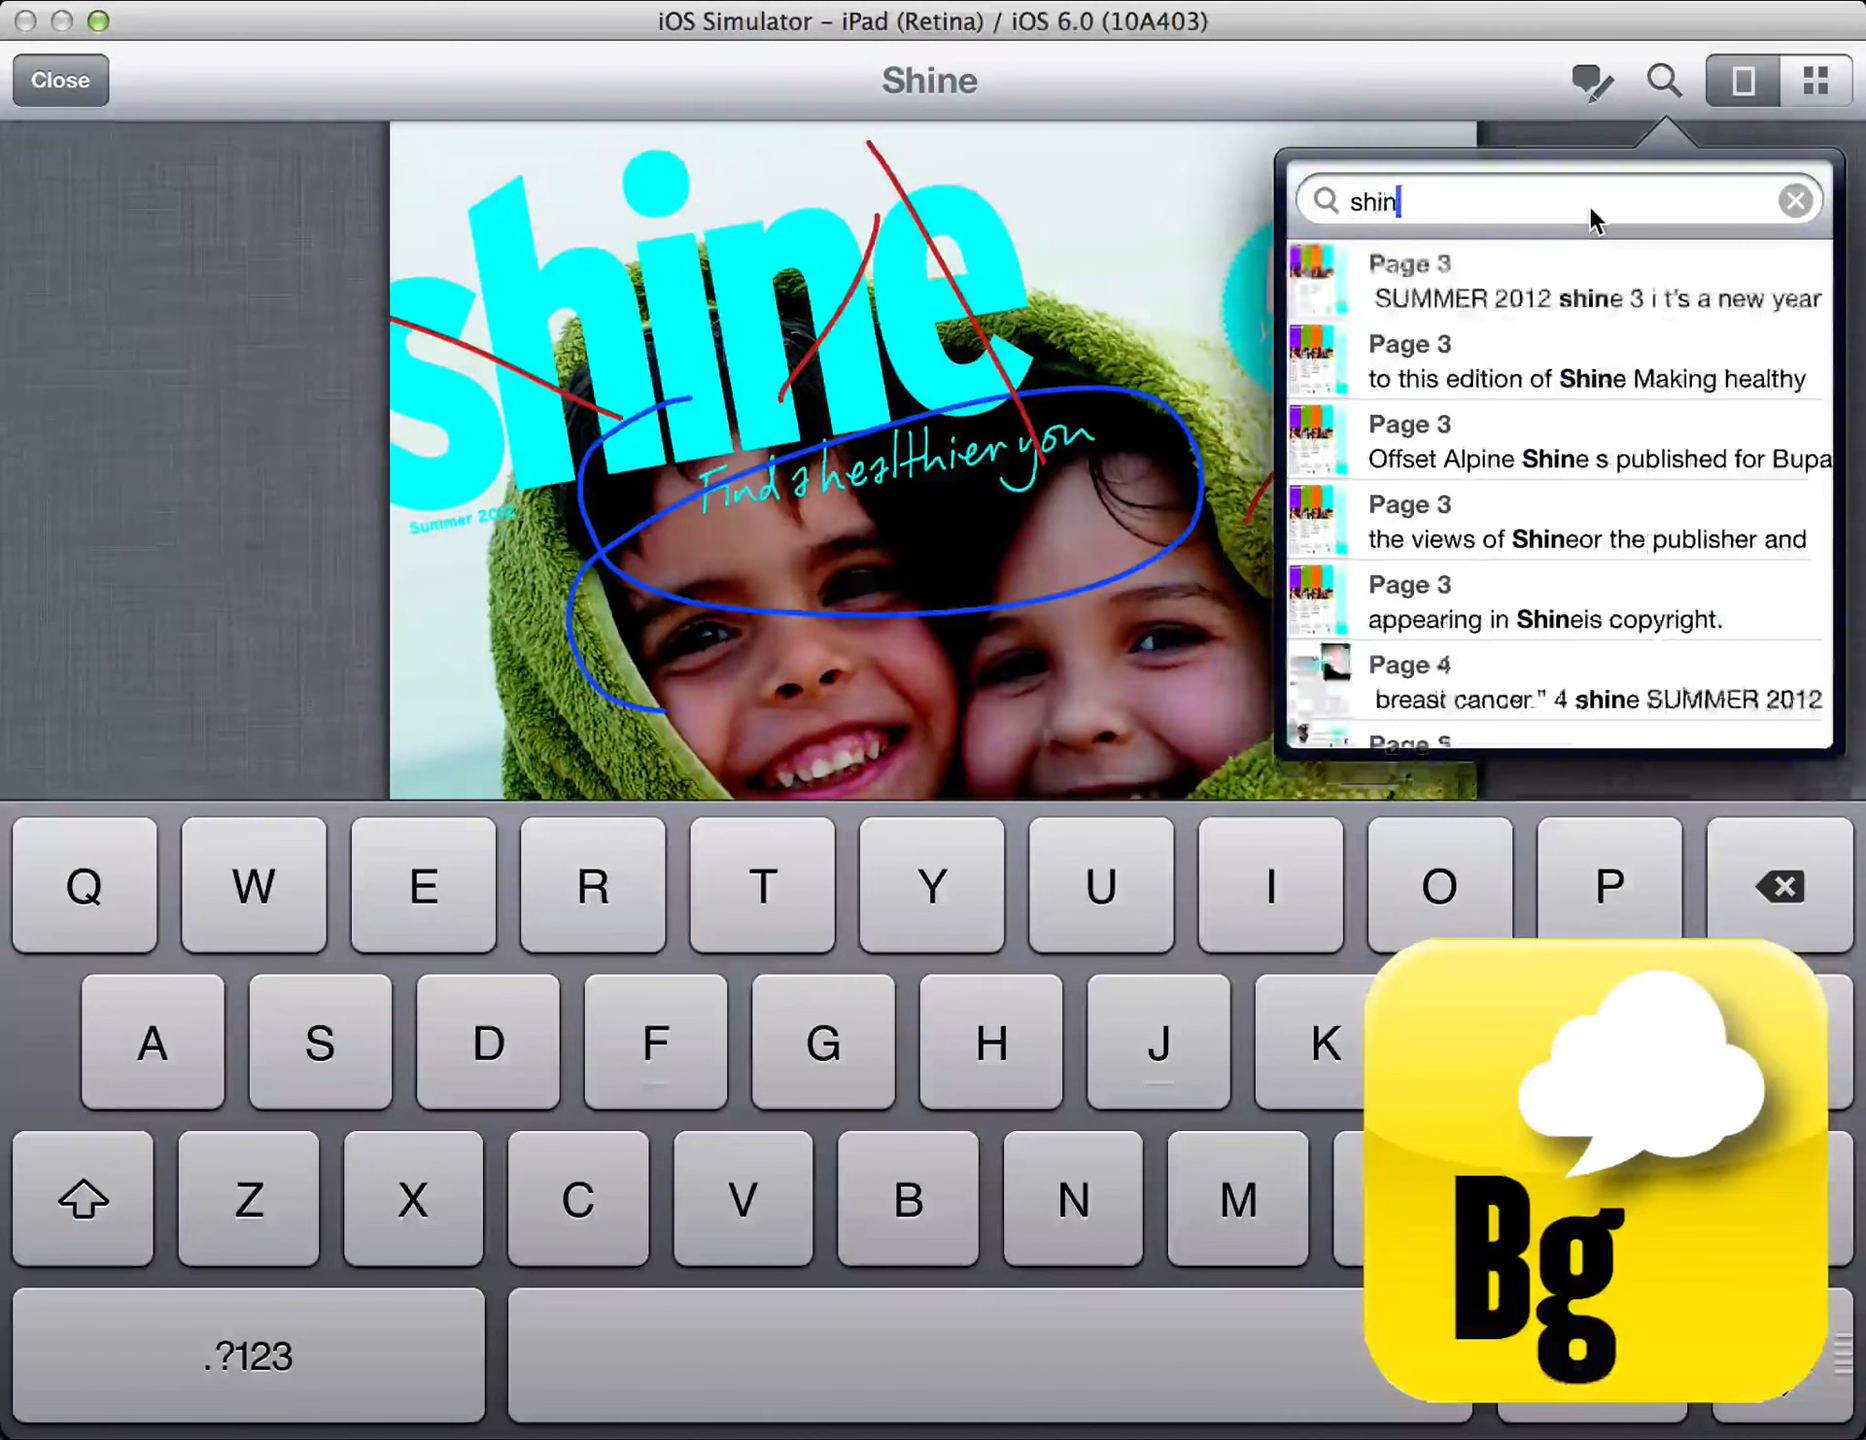 iOS Simulator – iPad (Retina) / iOS 6.0 (10A403)
Close
Shine
shine
Find a healthier you
Summer 2012
shin
Page 3
SUMMER 2012 shine 3 i t's a new year
Page 3
to this edition of Shine Making healthy
Page 3
Offset Alpine Shine s published for Bupa
Page 3
the views of Shineor the publisher and
Page 3
appearing in Shineis copyright.
Page 4
breast cancer." 4 shine SUMMER 2012
Page 5
Q W E R T Y U I O P
A S D F G H J K
Z X C V B N M
.?123
Bg